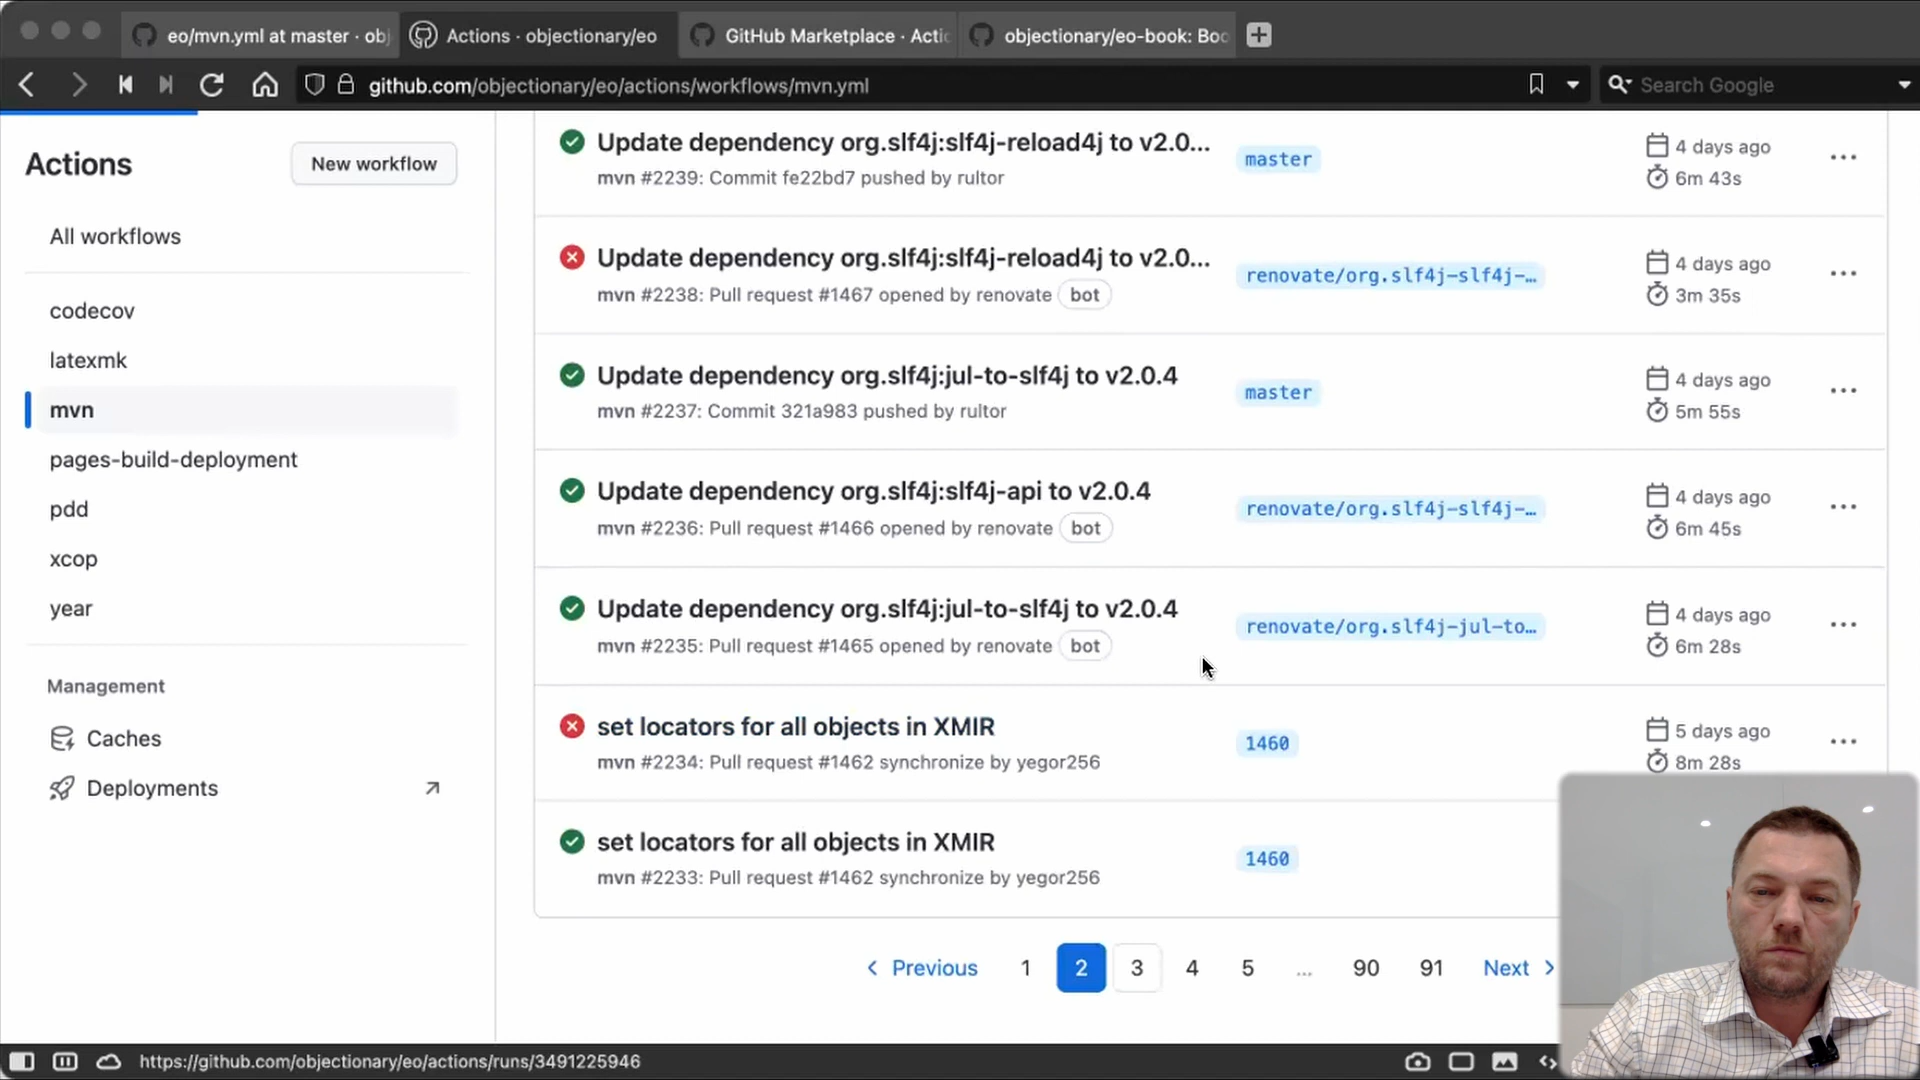 eo/mvn.yml at master · obj
Actions · objectionary/eo
GitHub Marketplace · Actio
objectionary/eo-book: Boo
github.com/objectionary/eo/actions/workflows/mvn.yml
Search Google
Actions
New workflow
All workflows
codecov
latexmk
mvn
pages-build-deployment
pdd
xcop
year
Management
Caches
Deployments
Update dependency org.slf4j:slf4j-reload4j to v2.0...
mvn #2239: Commit fe22bd7 pushed by rultor
master
4 days ago
6m 43s
Update dependency org.slf4j:slf4j-reload4j to v2.0...
mvn #2238: Pull request #1467 opened by renovate bot
renovate/org.slf4j-slf4j-…
4 days ago
3m 35s
Update dependency org.slf4j:jul-to-slf4j to v2.0.4
mvn #2237: Commit 321a983 pushed by rultor
master
4 days ago
5m 55s
Update dependency org.slf4j:slf4j-api to v2.0.4
mvn #2236: Pull request #1466 opened by renovate bot
renovate/org.slf4j-slf4j-…
4 days ago
6m 45s
Update dependency org.slf4j:jul-to-slf4j to v2.0.4
mvn #2235: Pull request #1465 opened by renovate bot
renovate/org.slf4j-jul-to…
4 days ago
6m 28s
set locators for all objects in XMIR
mvn #2234: Pull request #1462 synchronize by yegor256
1460
5 days ago
8m 28s
set locators for all objects in XMIR
mvn #2233: Pull request #1462 synchronize by yegor256
1460
Previous 1 2 3 4 5 … 90 91 Next
https://github.com/objectionary/eo/actions/runs/3491225946